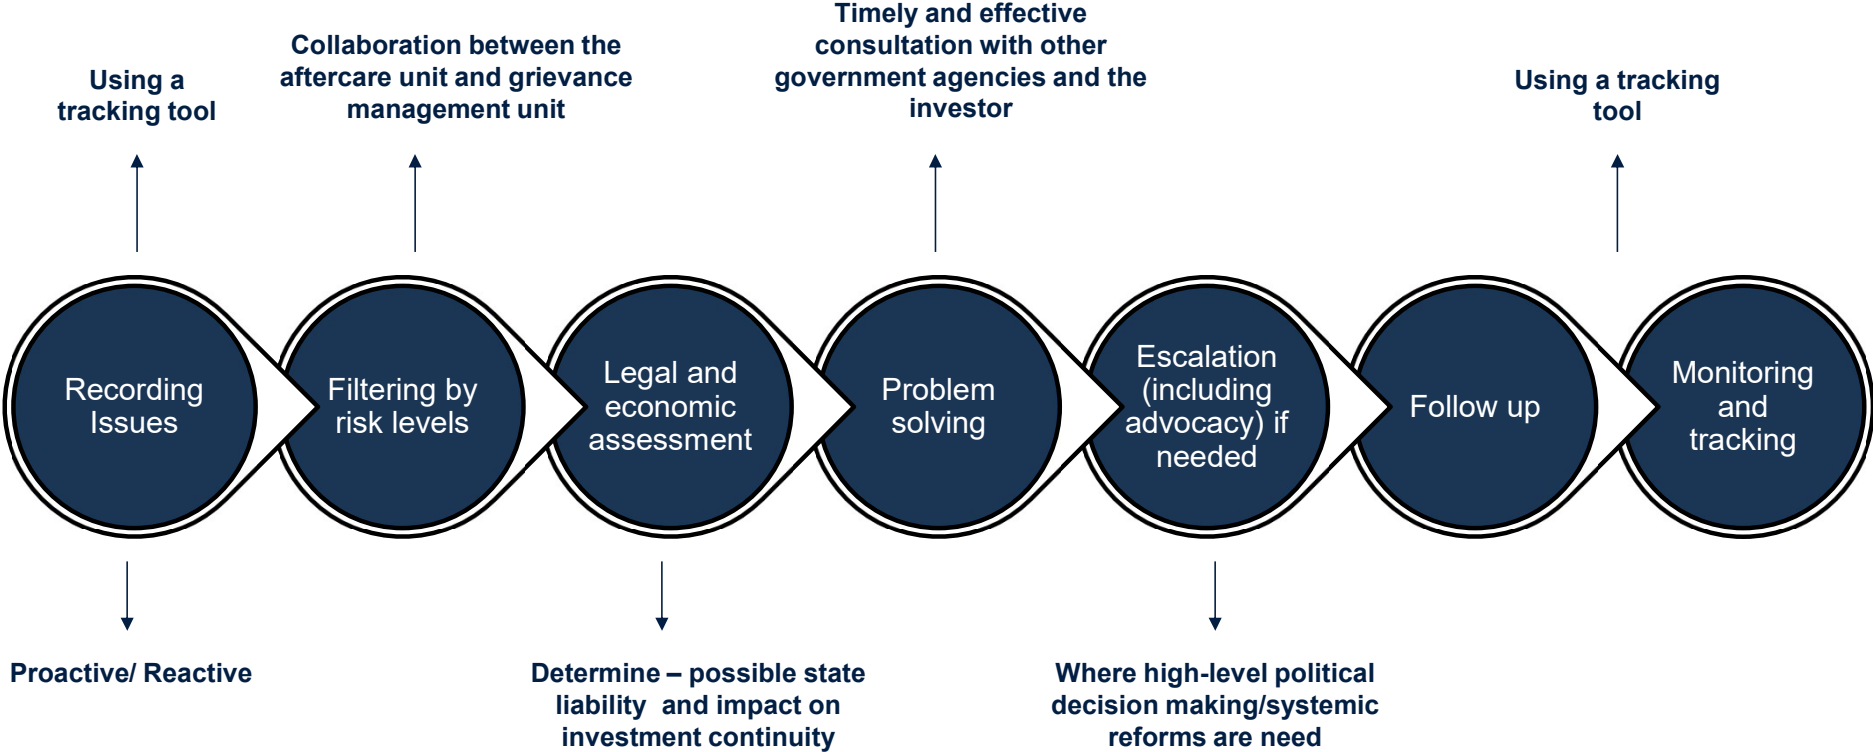 Using a
tracking tool
Collaboration between the
aftercare unit and grievance
management unit
Timely and effective
consultation with other
government agencies and the
investor
Using a tracking
tool
Recording
Issues
Filtering by
risk levels
Legal and
economic
assessment
Problem
solving
Escalation
(including
advocacy) if
needed
Follow up
Monitoring
and
tracking
Proactive/ Reactive
Determine – possible state
liability  and impact on
investment continuity
Where high-level political
decision making/systemic
reforms are need